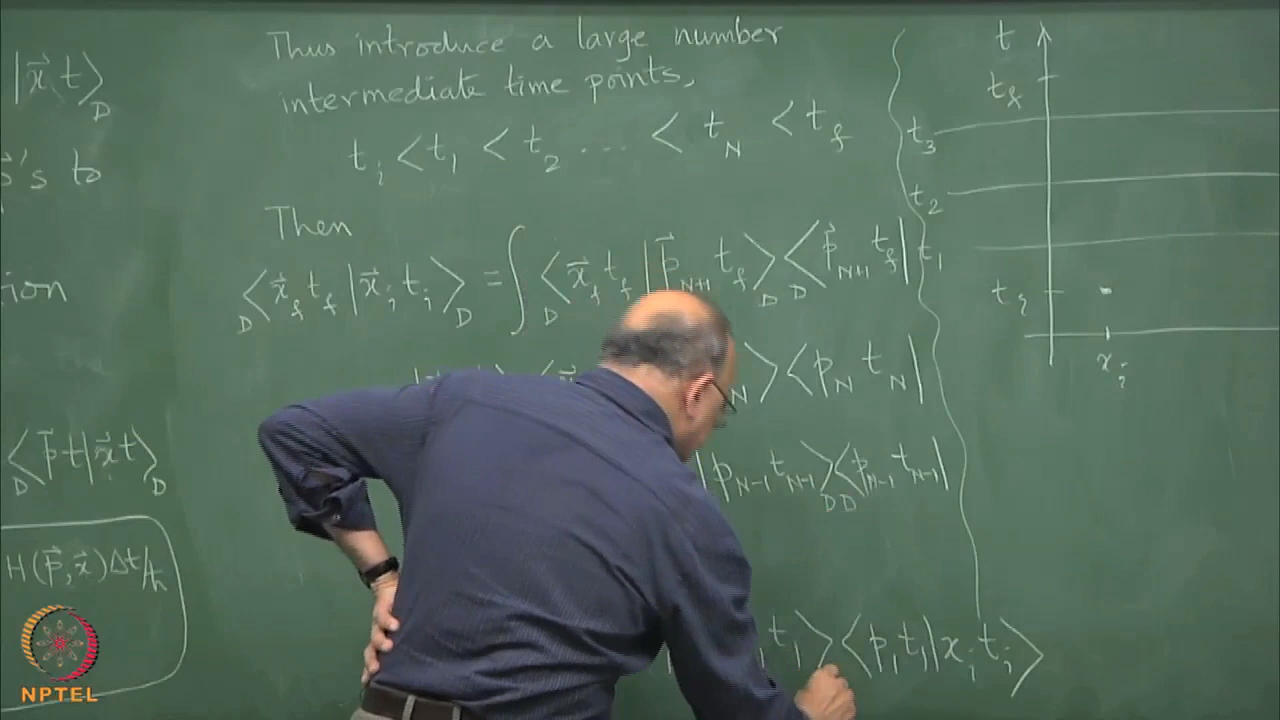 |x⃗ t⟩_D
's to
⟨p⃗ t|x⃗ t⟩_D
H(p⃗, x⃗)Δt/ħ
Thus introduce a large number
intermediate time points,
t_i < t_1 < t_2 .... < t_N < t_f
Then
_D⟨x⃗_f t_f | x⃗_i t_i⟩_D = ∫ _D⟨x⃗_f t_f | p⃗_{N+1} t_f⟩_D _D⟨p⃗_{N+1} t_f|
_N⟩⟨p_N t_N|
|p_{N-1} t_{N-1}⟩_D _D⟨p_{N-1} t_{N-1}|
_1 t_1⟩⟨p_1 t_1|x_i t_i⟩
t
t_f
t_3
t_2
t_1
t_i
x_i
NPTEL